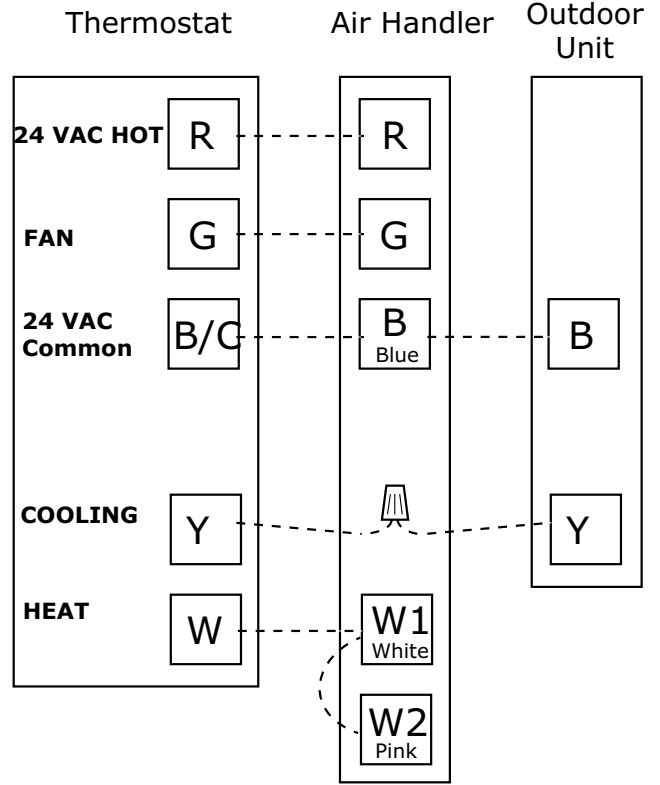 Thermostat
Air Handler
Outdoor
Unit
24 VAC HOT
R
R
FAN
G
G
24 VAC
Common
B/C
B
Blue
B
COOLING
Y
Y
HEAT
W
W1
White
W2
Pink